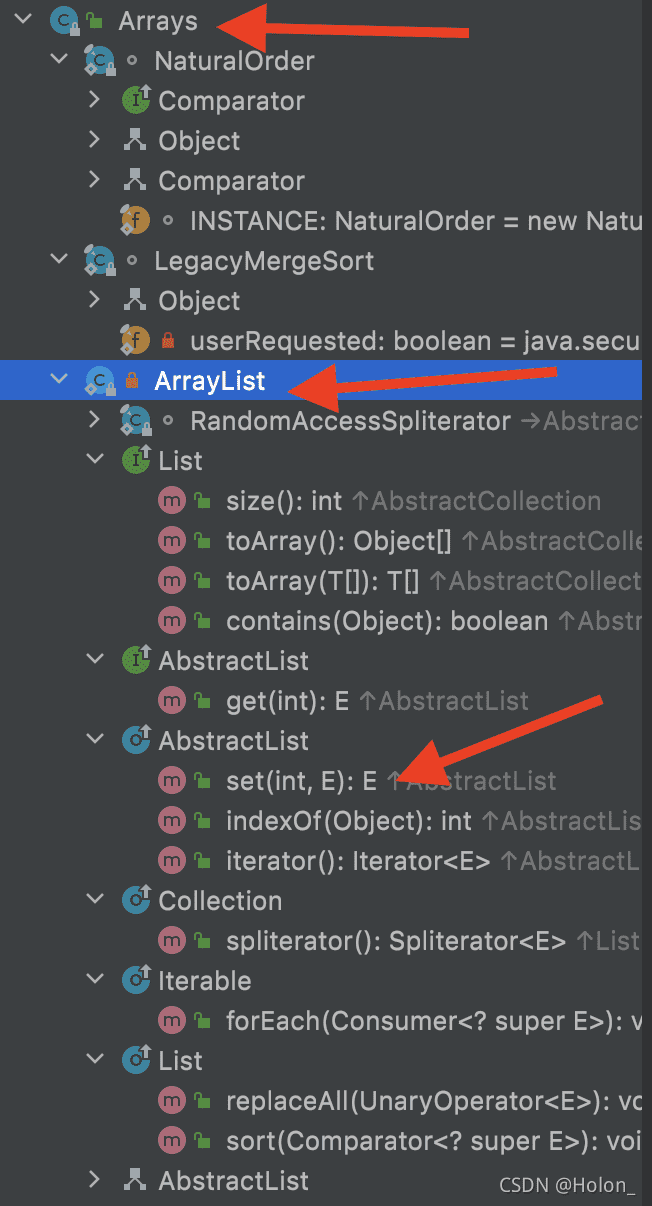 Arrays
NaturalOrder
Comparator
Object
Comparator
INSTANCE: NaturalOrder = new Natu
LegacyMergeSort
Object
userRequested: boolean = java.secu
ArrayList
RandomAccessSpliterator →Abstract
List
size(): int ↑AbstractCollection
toArray(): Object[] ↑AbstractColle
toArray(T[]): T[] ↑AbstractCollect
contains(Object): boolean ↑Abstr
AbstractList
get(int): E ↑AbstractList
AbstractList
set(int, E): E ↑AbstractList
indexOf(Object): int ↑AbstractLis
iterator(): Iterator<E> ↑AbstractL
Collection
spliterator(): Spliterator<E> ↑List
Iterable
forEach(Consumer<? super E>): v
List
replaceAll(UnaryOperator<E>): vo
sort(Comparator<? super E>): voi
AbstractList
CSDN @Holon_